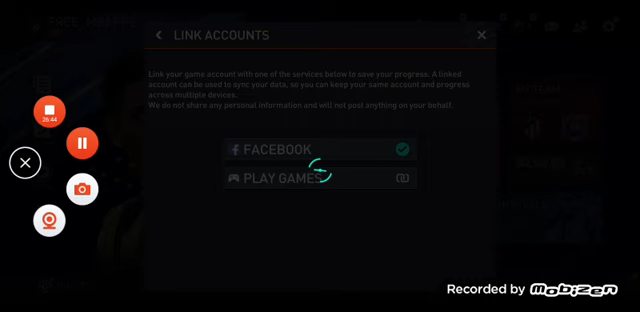 LINK ACCOUNTS
Link your game account with one of the services below to save your progress. A linked
account can be used to sync your data, so you can keep your same account and progress
across multiple devices.
We do not share any personal information and will not post anything on your behalf.
26:44
FACEBOOK
PLAY GAMES
Recorded by Mobizen